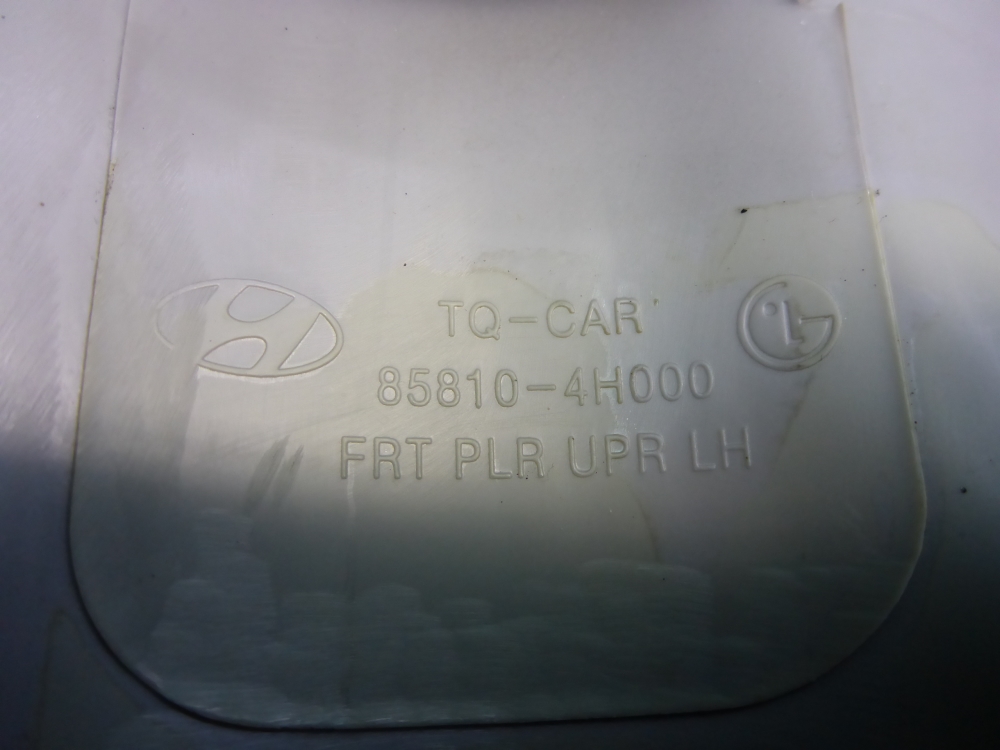 TQ-CAR
85810-4H000
FRT PLR UPR LH